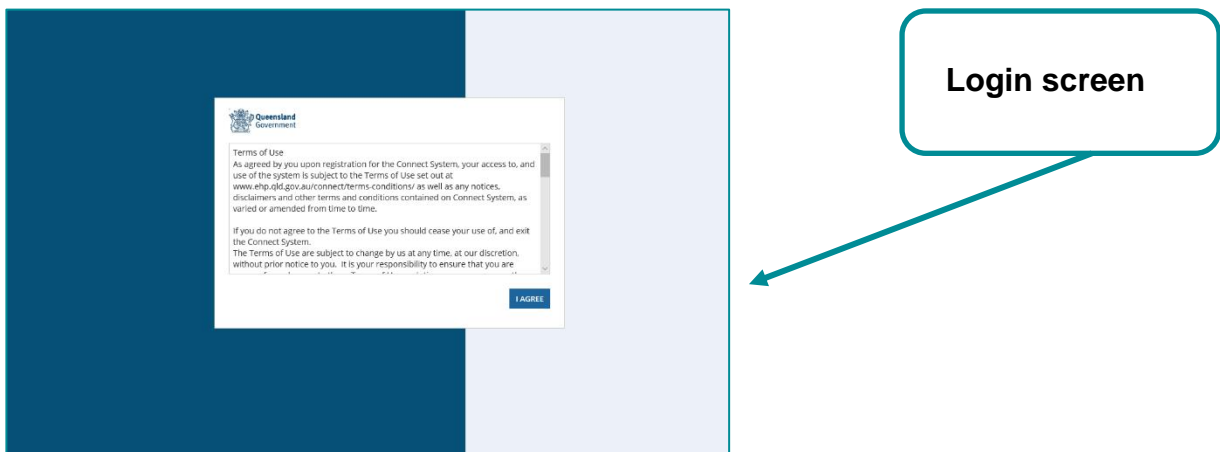 Queensland
Government
Terms of Use
As agreed by you upon registration for the Connect System, your access to, and
use of the system is subject to the Terms of Use set out at
www.ehp.qld.gov.au/connect/terms-conditions/ as well as any notices,
disclaimers and other terms and conditions contained on Connect System, as
varied or amended from time to time.
If you do not agree to the Terms of Use you should cease your use of, and exit
the Connect System.
The Terms of Use are subject to change by us at any time, at our discretion,
without prior notice to you. It is your responsibility to ensure that you are
I AGREE
Login screen